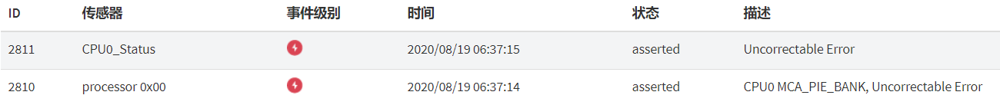 ID 传感器 事件级别 时间 状态 描述
2811 CPU0_Status 2020/08/19 06:37:15 asserted Uncorrectable Error
2810 processor 0x00 2020/08/19 06:37:14 asserted CPU0 MCA_PIE_BANK, Uncorrectable Error